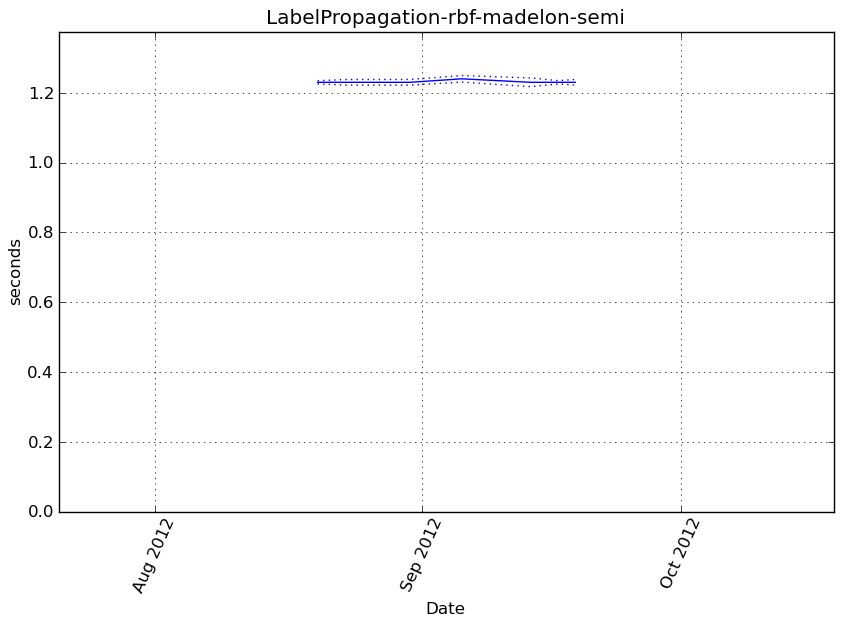 LabelPropagation-rbf-madelon-semi
1.2
1.0
0.8
0.6
0.4
0.2
0.0
seconds
Aug 2012
Sep 2012
Oct 2012
Date